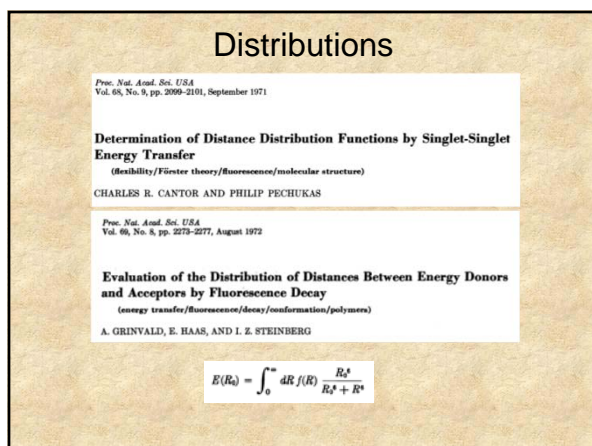 Distributions
Proc. Nat. Acad. Sci. USA
Vol. 68, No. 9, pp. 2099-2101, September 1971
Determination of Distance Distribution Functions by Singlet-Singlet
Energy Transfer
(flexibility/Förster theory/fluorescence/molecular structure)
CHARLES R. CANTOR AND PHILIP PECHUKAS
Proc. Nat. Acad. Sci. USA
Vol. 69, No. 8, pp. 2273-2277, August 1972
Evaluation of the Distribution of Distances Between Energy Donors
and Acceptors by Fluorescence Decay
(energy transfer/fluorescence/decay/conformation/polymers)
A. GRINVALD, E. HAAS, AND I. Z. STEINBERG
E(R₀) = ∫₀^∞ dR f(R) R₀⁶ / (R₀⁶ + R⁶)